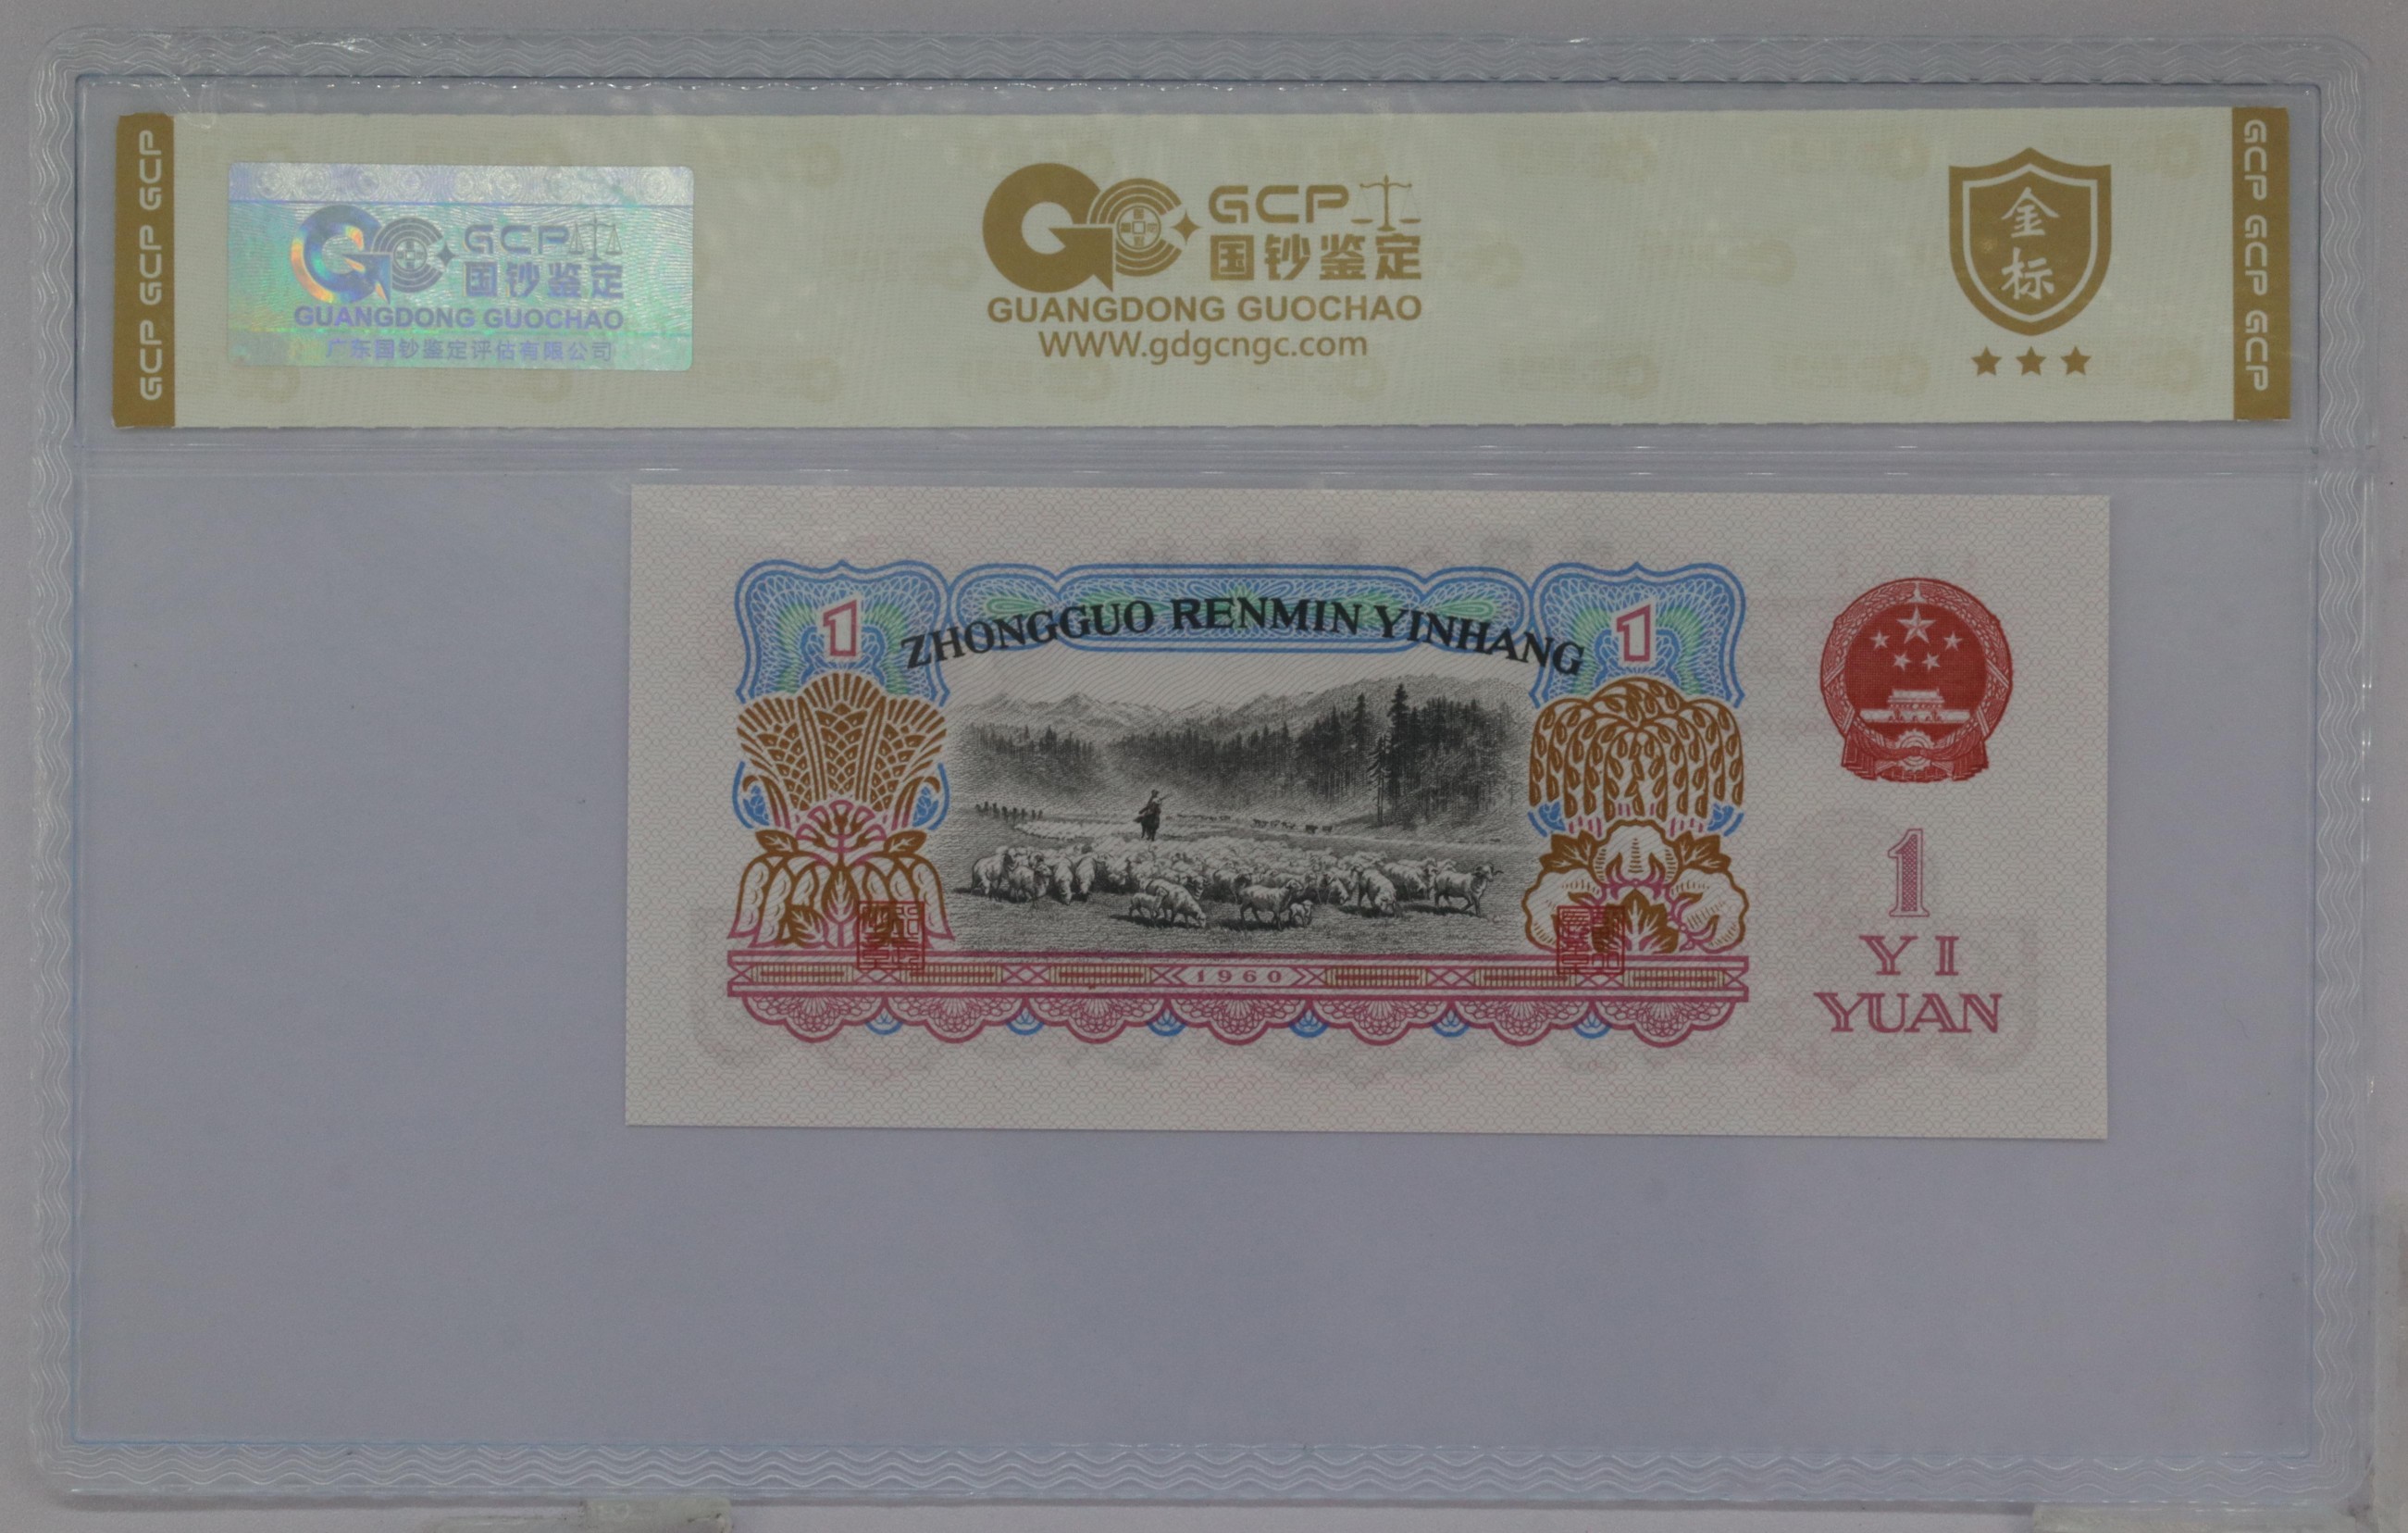 GCP GCP GCP
GCP
国钞鉴定
GUANGDONG GUOCHAO
广东国钞鉴定评估有限公司
GCP
国钞鉴定
GUANGDONG GUOCHAO
WWW.gdgcngc.com
金
标
GCP GCP GCP
1
ZHONGGUO RENMIN YINHANG
1
1960
1
YI
YUAN